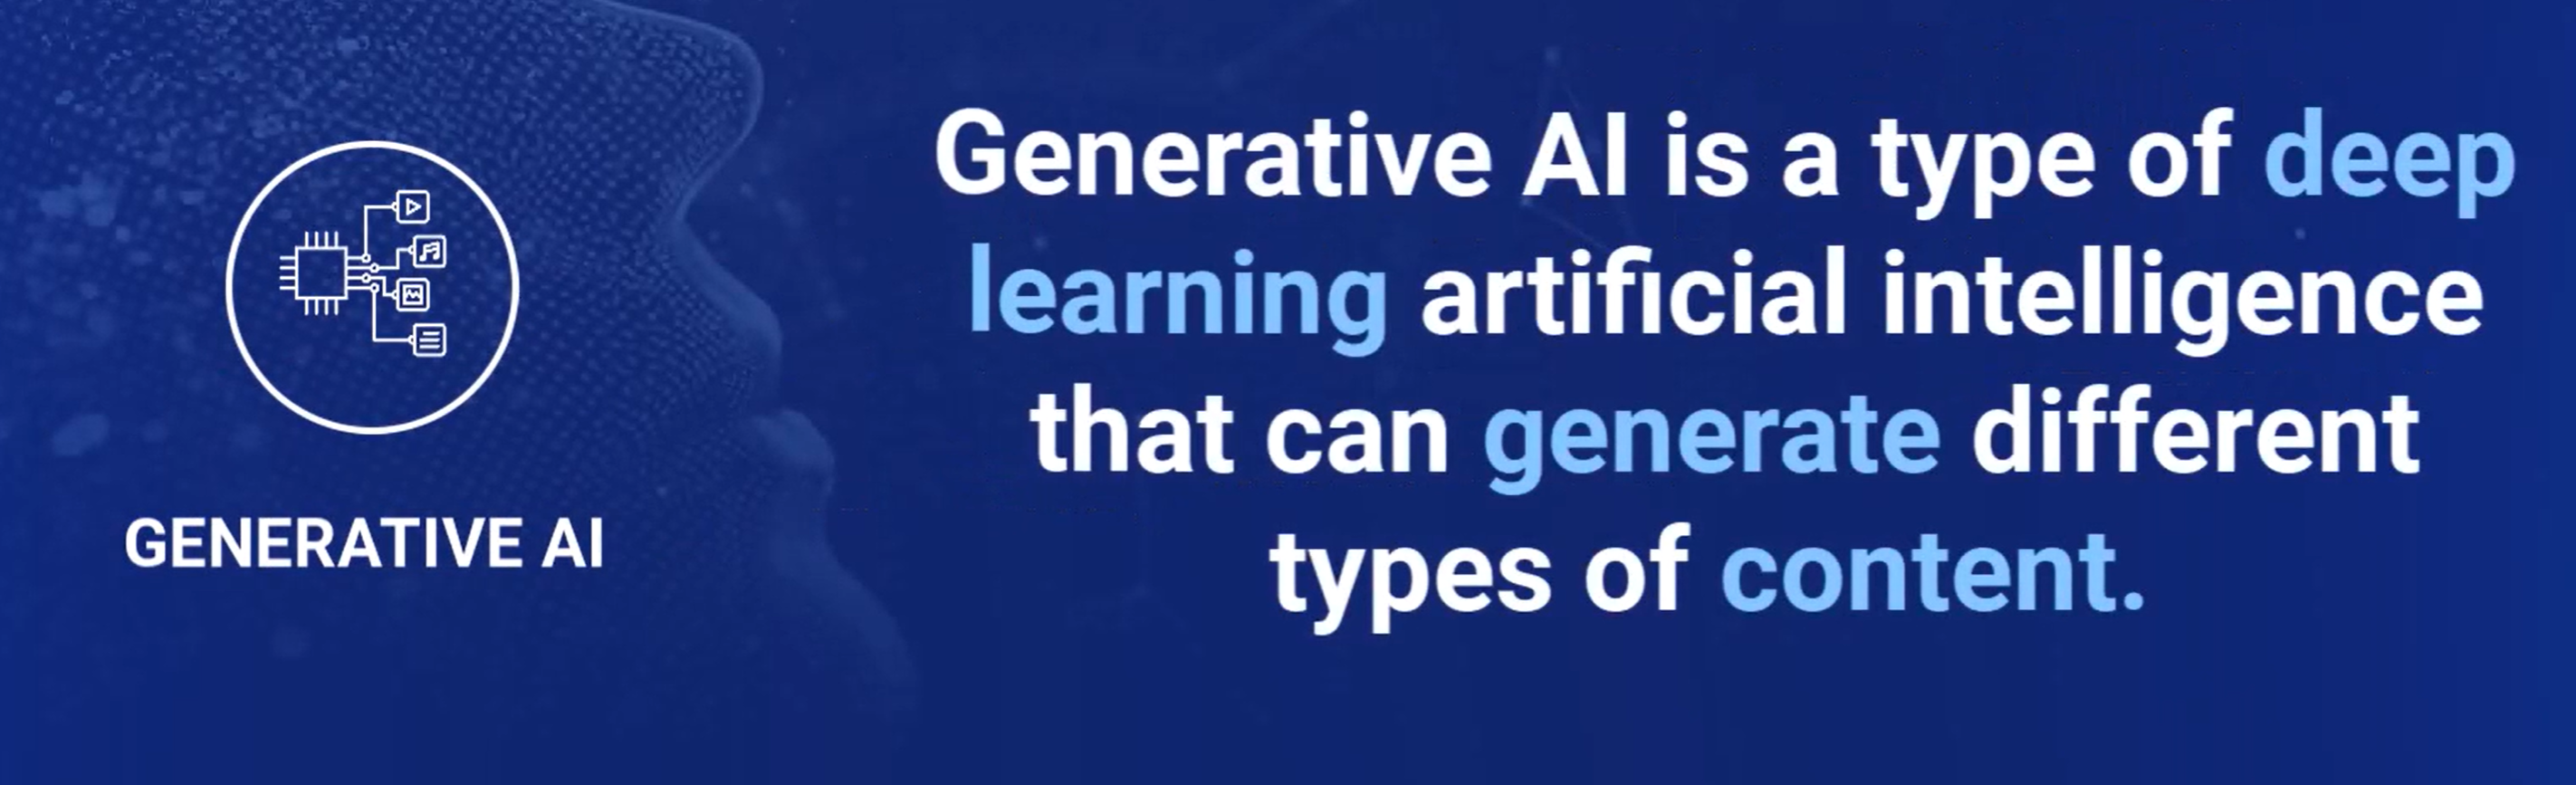 GENERATIVE AI
Generative AI is a type of deep
learning artificial intelligence
that can generate different
types of content.